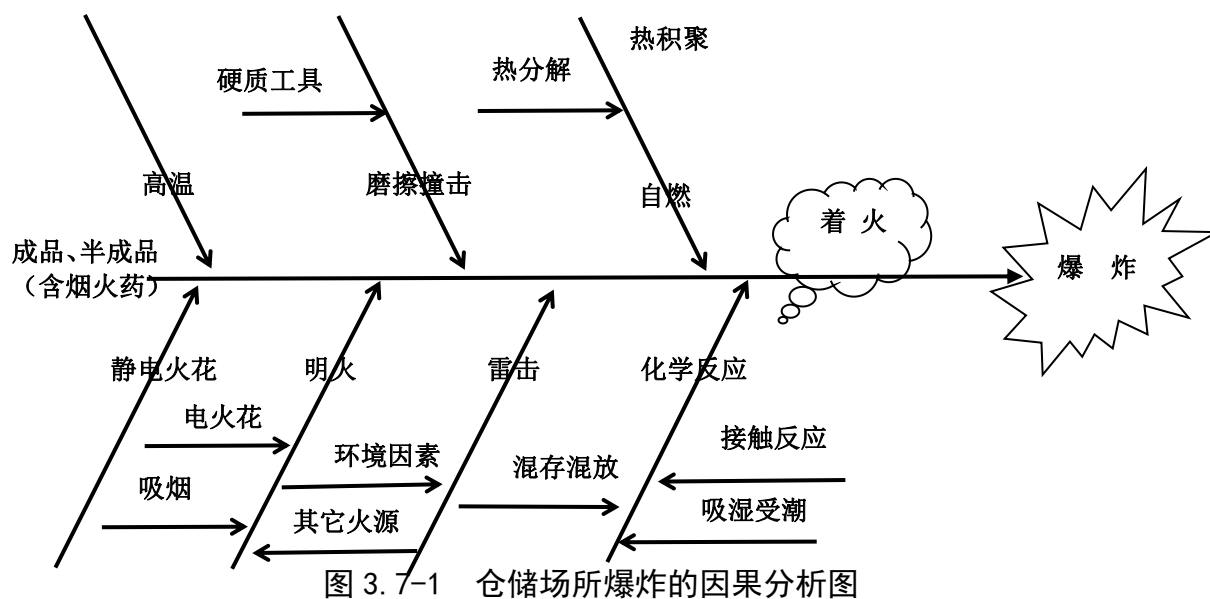 热积聚
热分解
硬质工具
高温
磨擦撞击
自燃
着 火
成品、半成品
（含烟火药）
爆 炸
静电火花
明火
雷击
化学反应
电火花
接触反应
环境因素
混存混放
吸烟
吸湿受潮
其它火源
图 3.7-1 仓储场所爆炸的因果分析图